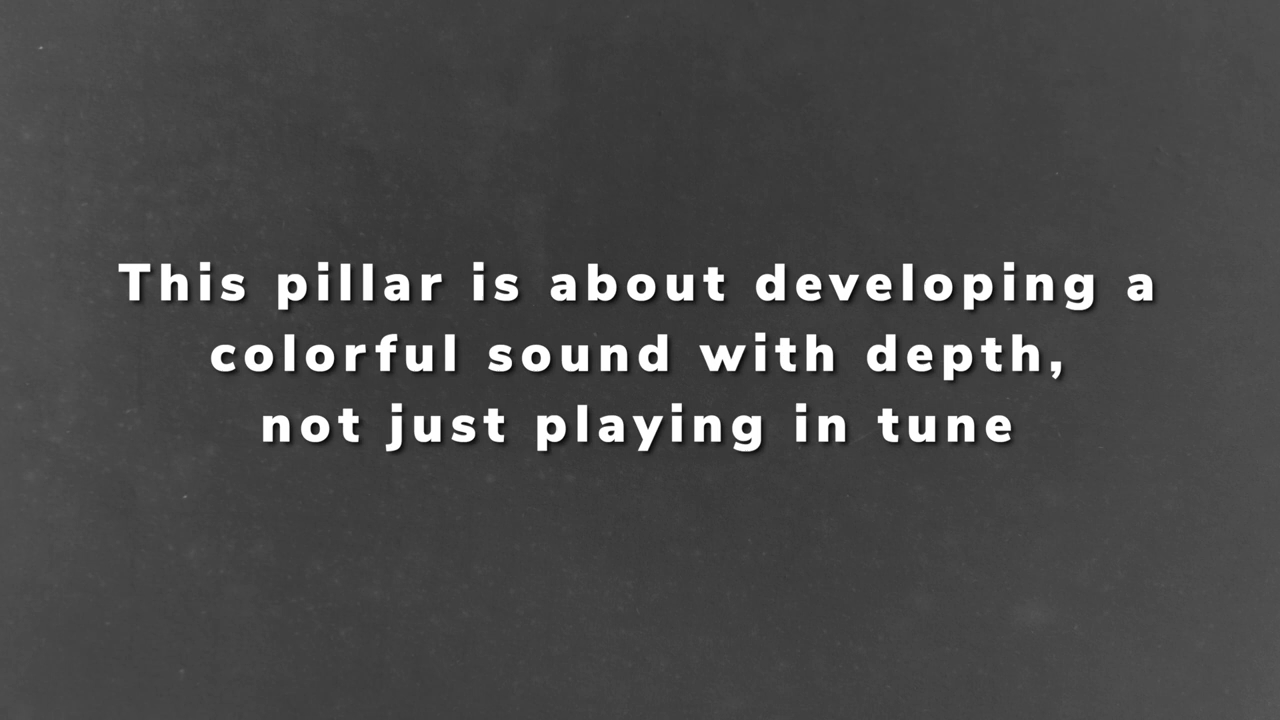 This pillar is about developing a
colorful sound with depth,
not just playing in tune